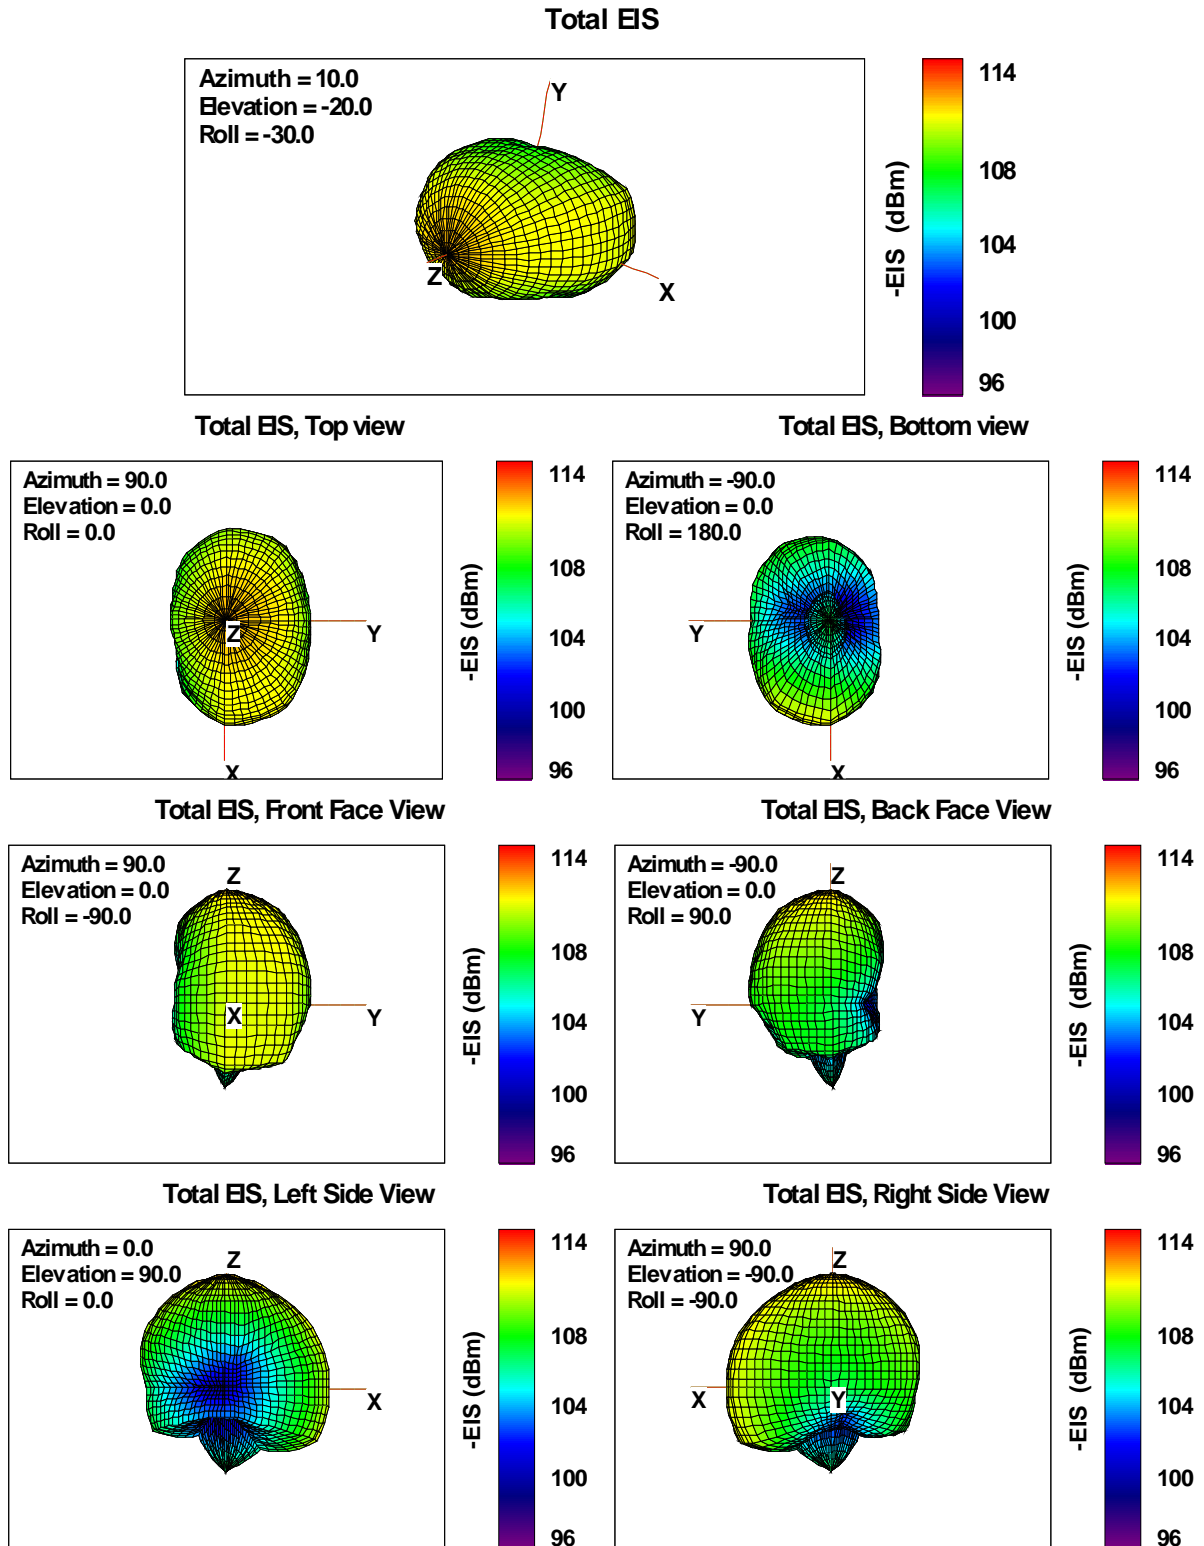 Total EIS
Azimuth = 10.0
Elevation = -20.0
Roll = -30.0
Y
Z
X
-EIS (dBm)
114
108
104
100
96
Total EIS, Top view
Azimuth = 90.0
Elevation = 0.0
Roll = 0.0
Z
Y
X
-EIS (dBm)
114
108
104
100
96
Total EIS, Bottom view
Azimuth = -90.0
Elevation = 0.0
Roll = 180.0
Y
X
-EIS (dBm)
114
108
104
100
96
Total EIS, Front Face View
Azimuth = 90.0
Elevation = 0.0
Roll = -90.0
Z
X
Y
-EIS (dBm)
114
108
104
100
96
Total EIS, Back Face View
Azimuth = -90.0
Elevation = 0.0
Roll = 90.0
Z
Y
-EIS (dBm)
114
108
104
100
96
Total EIS, Left Side View
Azimuth = 0.0
Elevation = 90.0
Roll = 0.0
Z
X
-EIS (dBm)
114
108
104
100
96
Total EIS, Right Side View
Azimuth = 90.0
Elevation = -90.0
Roll = -90.0
Z
X
Y
-EIS (dBm)
114
108
104
100
96